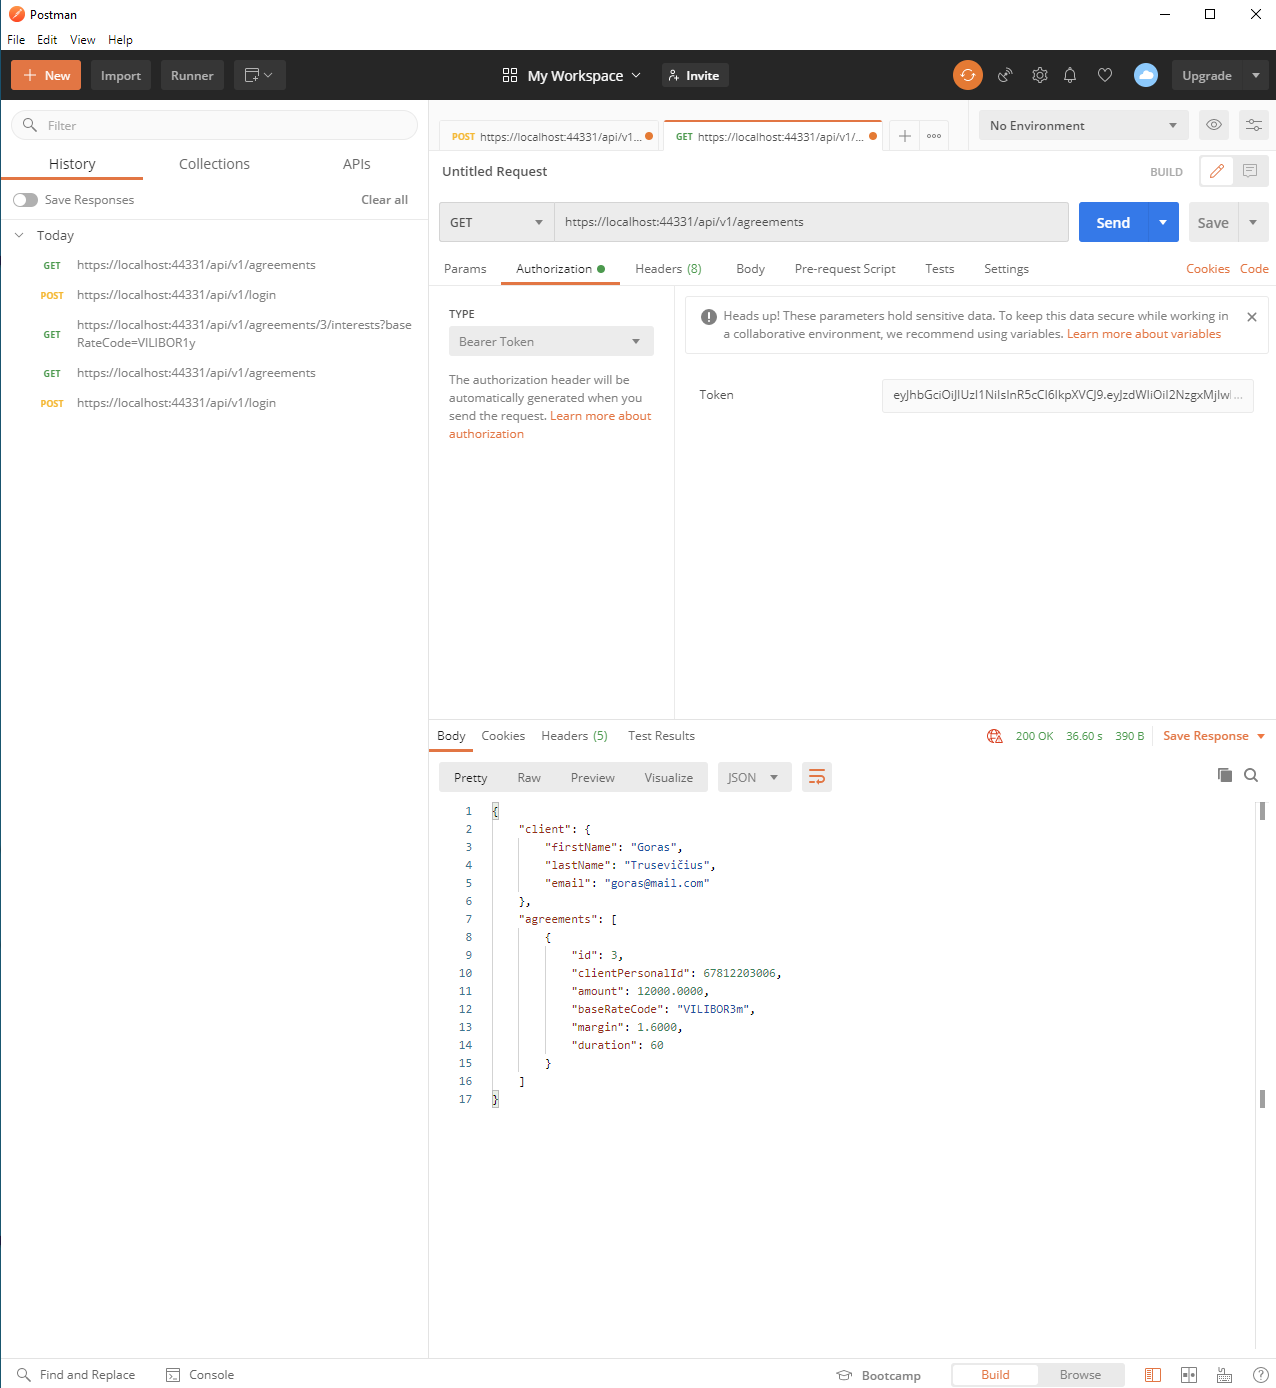 Postman
File Edit View Help
New Import Runner My Workspace Invite Upgrade
Filter
History Collections APIs
Save Responses Clear all
Today
GET https://localhost:44331/api/v1/agreements
POST https://localhost:44331/api/v1/login
GET https://localhost:44331/api/v1/agreements/3/interests?base
RateCode=VILIBOR1y
GET https://localhost:44331/api/v1/agreements
POST https://localhost:44331/api/v1/login
POST https://localhost:44331/api/v1... GET https://localhost:44331/api/v1/... No Environment
Untitled Request BUILD
GET https://localhost:44331/api/v1/agreements Send Save
Params Authorization Headers (8) Body Pre-request Script Tests Settings Cookies Code
TYPE
Bearer Token
The authorization header will be
automatically generated when you
send the request. Learn more about
authorization
Heads up! These parameters hold sensitive data. To keep this data secure while working in
a collaborative environment, we recommend using variables. Learn more about variables
Token
Body Cookies Headers (5) Test Results 200 OK 36.60 s 390 B Save Response
Pretty Raw Preview Visualize JSON
1 {
2 "client": {
3 "firstName": "Goras",
4 "lastName": "Trusevičius",
5 "email": "goras@mail.com"
6 },
7 "agreements": [
8 {
9 "id": 3,
10 "clientPersonalId": 67812203006,
11 "amount": 12000.0000,
12 "baseRateCode": "VILIBOR3m",
13 "margin": 1.6000,
14 "duration": 60
15 }
16 ]
17 }
Find and Replace Console Bootcamp Build Browse